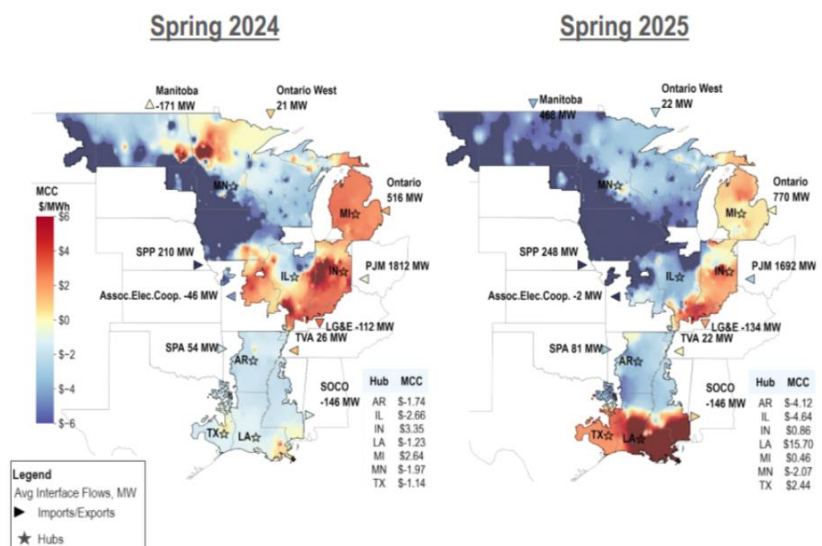 Spring 2024
Spring 2025
Manitoba
-171 MW
Ontario West
21 MW
MN
Ontario
516 MW
MI
MCC
$/MWh
$6
$4
$2
$0
$-2
$-4
$-6
SPP 210 MW
IL
IN
PJM 1812 MW
Assoc.Elec.Coop. -46 MW
LG&E -112 MW
TVA 26 MW
SPA 54 MW
AR
SOCO
-146 MW
TX
LA
Hub MCC
AR $-1.74
IL $-2.66
IN $3.35
LA $-1.23
MI $2.64
MN $-1.97
TX $-1.14
Legend
Avg Interface Flows, MW
Imports/Exports
Hubs
Manitoba
468 MW
Ontario West
22 MW
MN
Ontario
770 MW
MI
SPP 248 MW
IL
IN
PJM 1692 MW
Assoc.Elec.Coop. -2 MW
LG&E -134 MW
TVA 22 MW
SPA 81 MW
AR
SOCO
-146 MW
TX
LA
Hub MCC
AR $-4.12
IL $-4.64
IN $0.86
LA $15.70
MI $0.46
MN $-2.07
TX $2.44